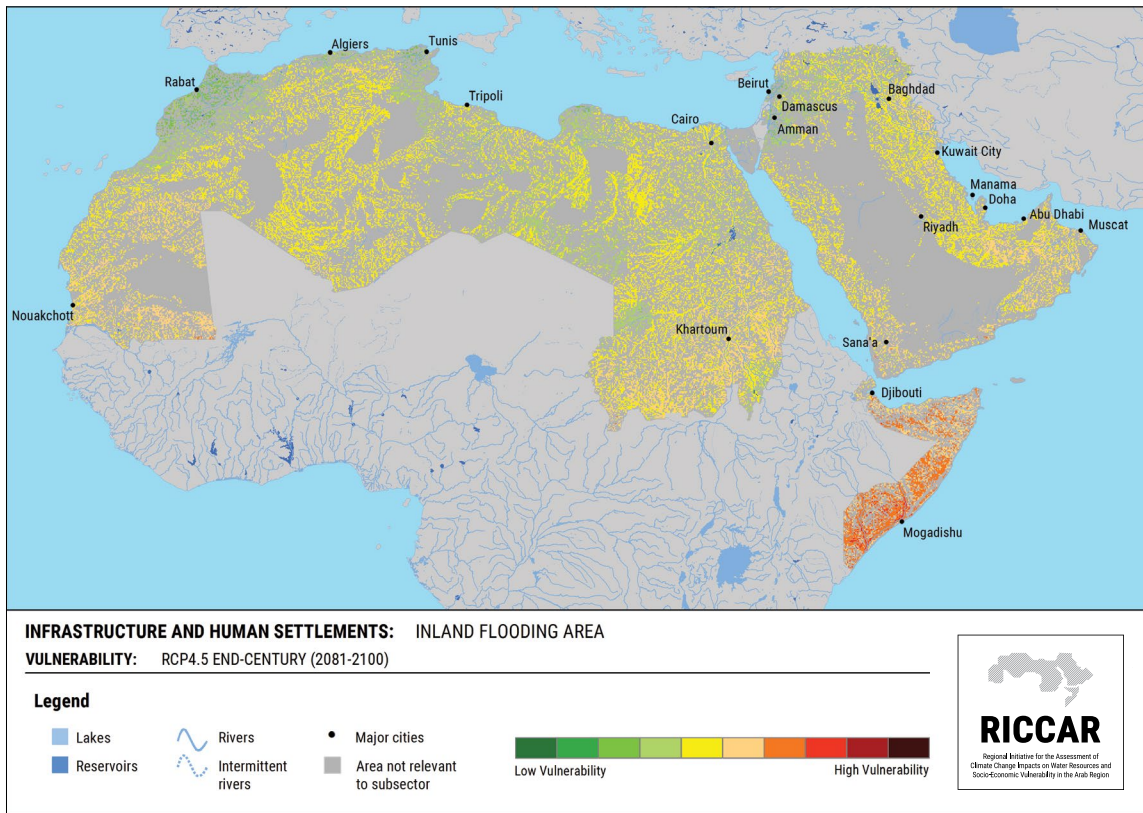 Algiers
Tunis
Rabat
Tripoli
Beirut
Baghdad
Damascus
Cairo
Amman
Kuwait City
Manama
Doha
Abu Dhabi
Riyadh
Muscat
Nouakchott
Khartoum
Sana'a
Djibouti
Mogadishu
INFRASTRUCTURE AND HUMAN SETTLEMENTS: INLAND FLOODING AREA
VULNERABILITY: RCP4.5 END-CENTURY (2081-2100)
Legend
Lakes
Reservoirs
Rivers
Intermittent
rivers
Major cities
Area not relevant
to subsector
Low Vulnerability
High Vulnerability
RICCAR
Regional Initiative for the Assessment of
Climate Change Impacts on Water Resources and
Socio-Economic Vulnerability in the Arab Region